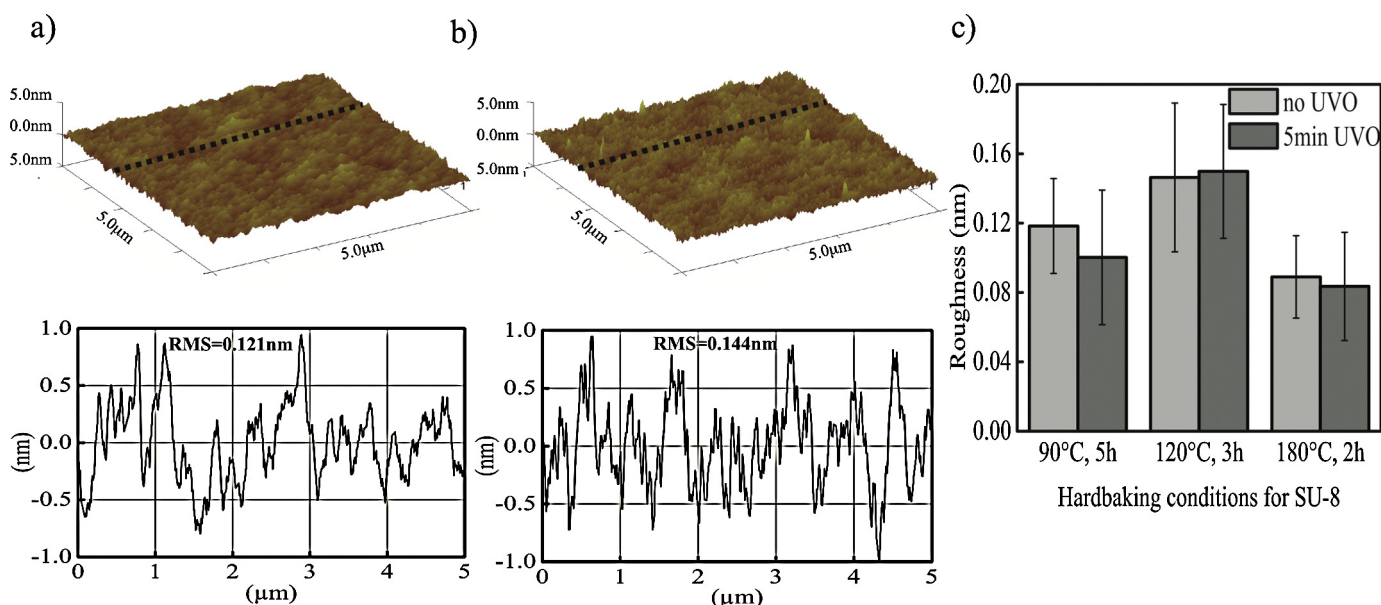 a)
5.0nm
0.0nm
5.0nm
5.0μm
5.0μm
b)
5.0nm
0.0nm
5.0nm
5.0μm
5.0μm
RMS=0.121nm
1.0
0.5
0.0
-0.5
-1.0
(nm)
0 1 2 3 4 5
(μm)
RMS=0.144nm
1.0
0.5
0.0
-0.5
-1.0
(nm)
0 1 2 3 4 5
(μm)
c)
no UVO
5min UVO
0.20
0.16
0.12
0.08
0.04
0.00
Roughness (nm)
90°C, 5h 120°C, 3h 180°C, 2h
Hardbaking conditions for SU-8